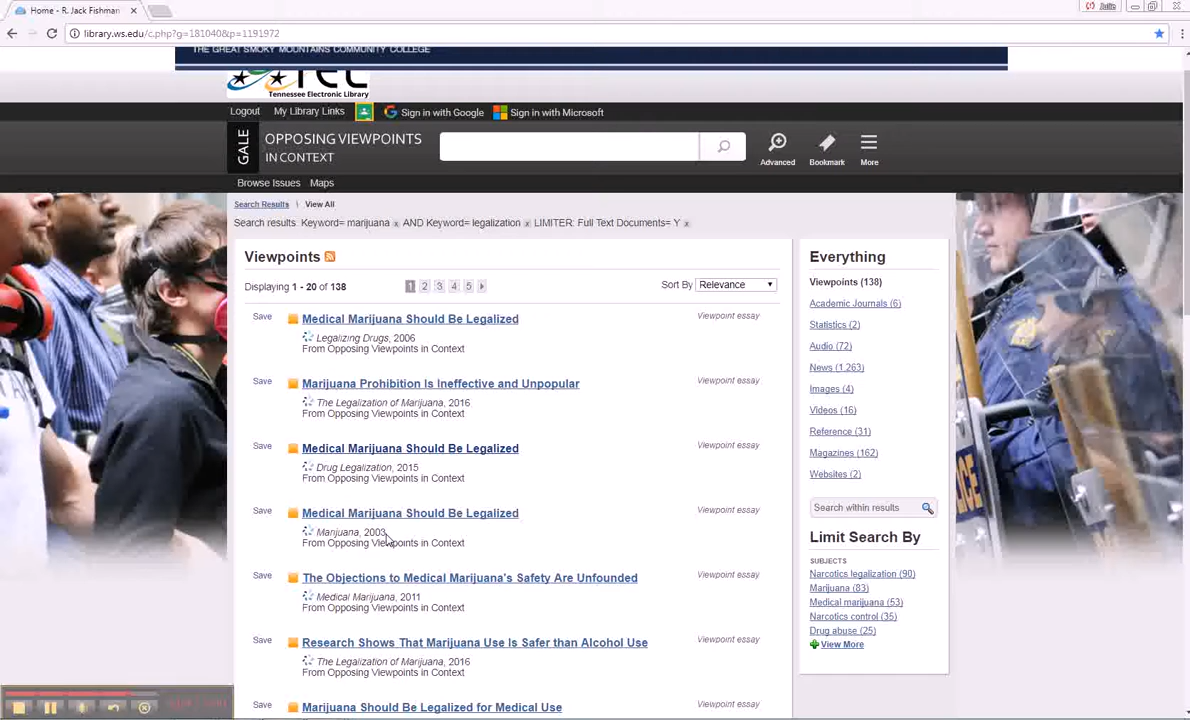 Home - R. Jack Fishman
library.ws.edu/c.php?g=181040&p=1191972
THE GREAT SMOKY MOUNTAINS COMMUNITY COLLEGE
TEL
Tennessee Electronic Library
Logout My Library Links Sign in with Google Sign in with Microsoft
GALE
OPPOSING VIEWPOINTS
IN CONTEXT
Advanced Bookmark More
Browse Issues Maps
Search Results View All
Search results Keyword= marijuana x AND Keyword= legalization x LIMITER: Full Text Documents= Y x
Viewpoints
Displaying 1 - 20 of 138 1 2 3 4 5 Sort By Relevance
Save Medical Marijuana Should Be Legalized Viewpoint essay
Legalizing Drugs, 2006
From Opposing Viewpoints in Context
Save Marijuana Prohibition Is Ineffective and Unpopular Viewpoint essay
The Legalization of Marijuana, 2016
From Opposing Viewpoints in Context
Save Medical Marijuana Should Be Legalized Viewpoint essay
Drug Legalization, 2015
From Opposing Viewpoints in Context
Save Medical Marijuana Should Be Legalized Viewpoint essay
Marijuana, 2003
From Opposing Viewpoints in Context
Save The Objections to Medical Marijuana's Safety Are Unfounded Viewpoint essay
Medical Marijuana, 2011
From Opposing Viewpoints in Context
Save Research Shows That Marijuana Use Is Safer than Alcohol Use Viewpoint essay
The Legalization of Marijuana, 2016
From Opposing Viewpoints in Context
Save Marijuana Should Be Legalized for Medical Use Viewpoint essay
Everything
Viewpoints (138)
Academic Journals (6)
Statistics (2)
Audio (72)
News (1,263)
Images (4)
Videos (16)
Reference (31)
Magazines (162)
Websites (2)
Search within results
Limit Search By
SUBJECTS
Narcotics legalization (90)
Marijuana (83)
Medical marijuana (53)
Narcotics control (35)
Drug abuse (25)
View More